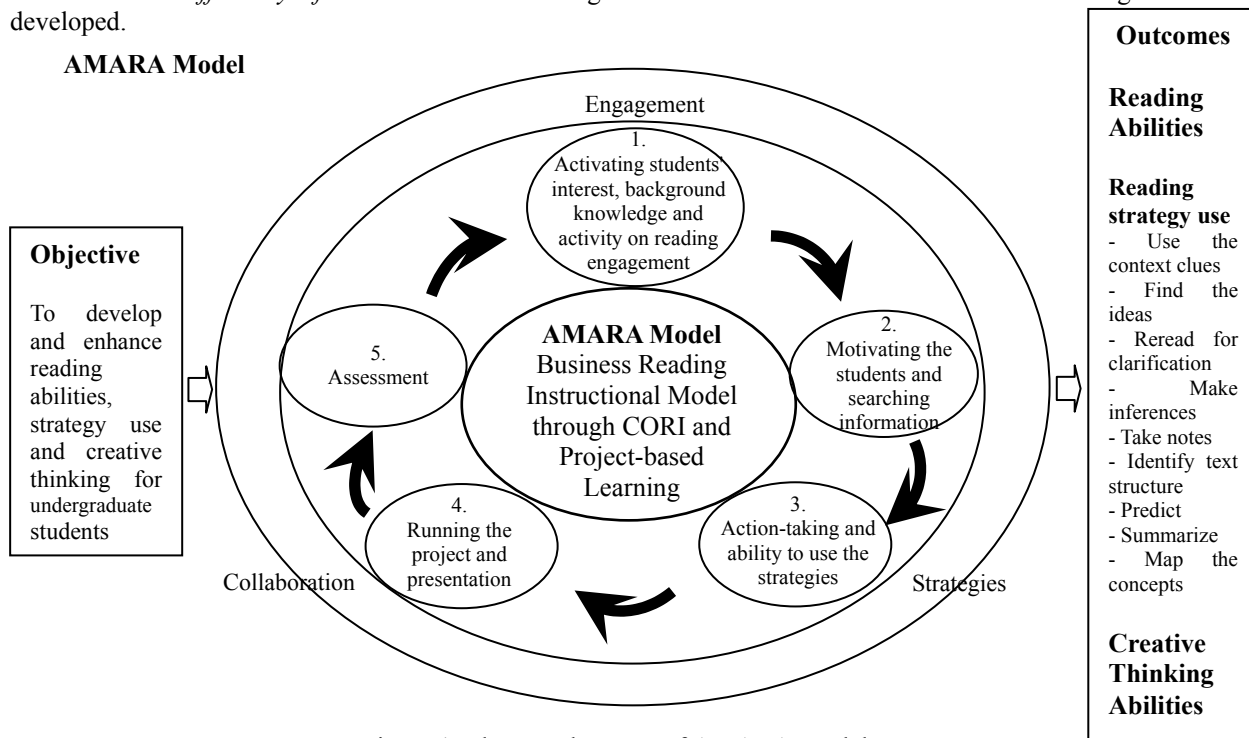 developed.
AMARA Model
Objective
To develop
and enhance
reading
abilities,
strategy use
and creative
thinking for
undergraduate
students
Engagement
1.
Activating students'
interest, background
knowledge and
activity on reading
engagement
2.
Motivating the
students and
searching
information
3.
Action-taking and
ability to use the
strategies
4.
Running the
project and
presentation
5.
Assessment
AMARA Model
Business Reading
Instructional Model
through CORI and
Project-based
Learning
Collaboration
Strategies
Outcomes
Reading
Abilities
Reading
strategy use
- Use the
context clues
- Find the
ideas
- Reread for
clarification
- Make
inferences
- Take notes
- Identify text
structure
- Predict
- Summarize
- Map the
concepts
Creative
Thinking
Abilities